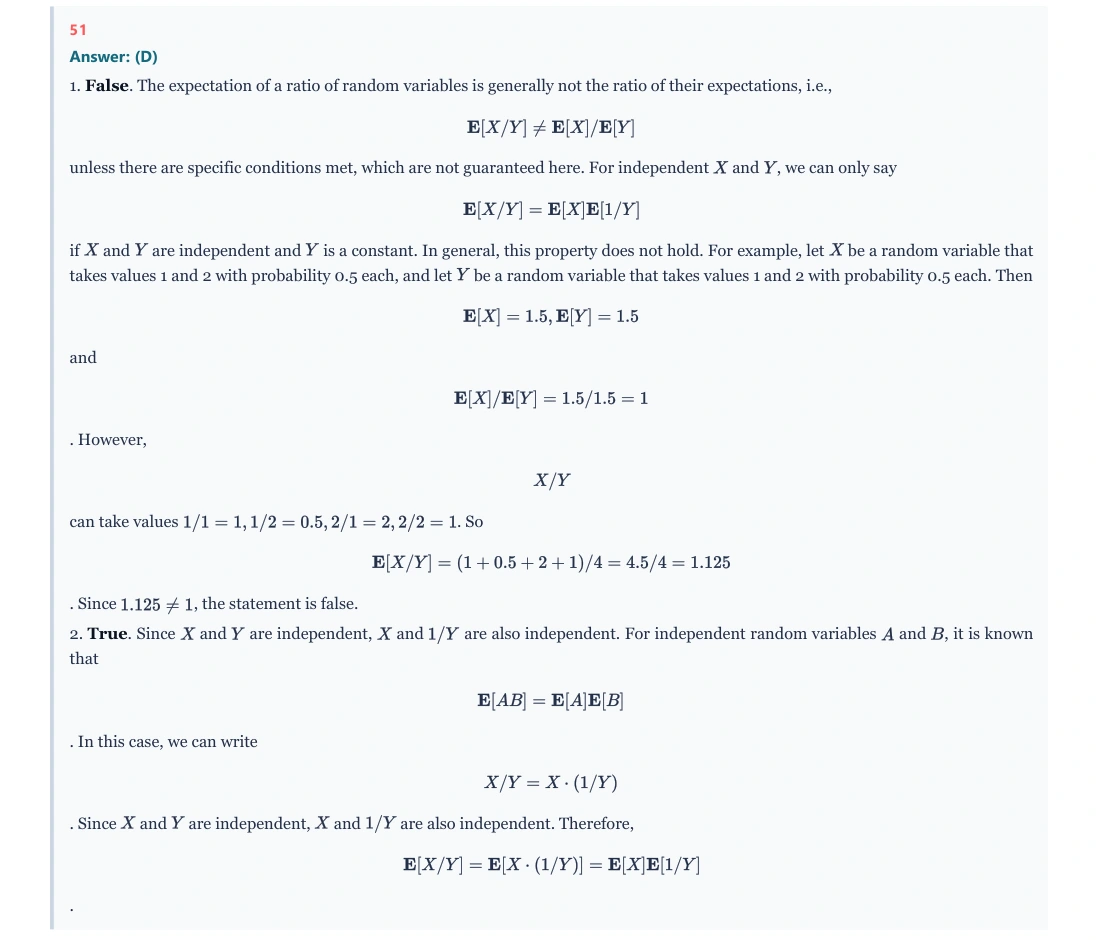 51
Answer: (D)
1. False. The expectation of a ratio of random variables is generally not the ratio of their expectations, i.e.,
E[X/Y] ≠ E[X]/E[Y]
unless there are specific conditions met, which are not guaranteed here. For independent X and Y, we can only say
E[X/Y] = E[X]E[1/Y]
if X and Y are independent and Y is a constant. In general, this property does not hold. For example, let X be a random variable that
takes values 1 and 2 with probability 0.5 each, and let Y be a random variable that takes values 1 and 2 with probability 0.5 each. Then
E[X] = 1.5, E[Y] = 1.5
and
E[X]/E[Y] = 1.5/1.5 = 1
. However,
X/Y
can take values 1/1 = 1, 1/2 = 0.5, 2/1 = 2, 2/2 = 1. So
E[X/Y] = (1 + 0.5 + 2 + 1)/4 = 4.5/4 = 1.125
. Since 1.125 ≠ 1, the statement is false.
2. True. Since X and Y are independent, X and 1/Y are also independent. For independent random variables A and B, it is known
that
E[AB] = E[A]E[B]
. In this case, we can write
X/Y = X · (1/Y)
. Since X and Y are independent, X and 1/Y are also independent. Therefore,
E[X/Y] = E[X · (1/Y)] = E[X]E[1/Y]
.